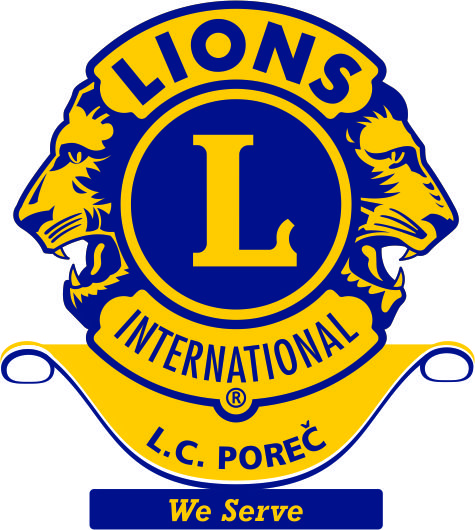 LIONS
L
INTERNATIONAL
®
L.C. POREČ
We Serve